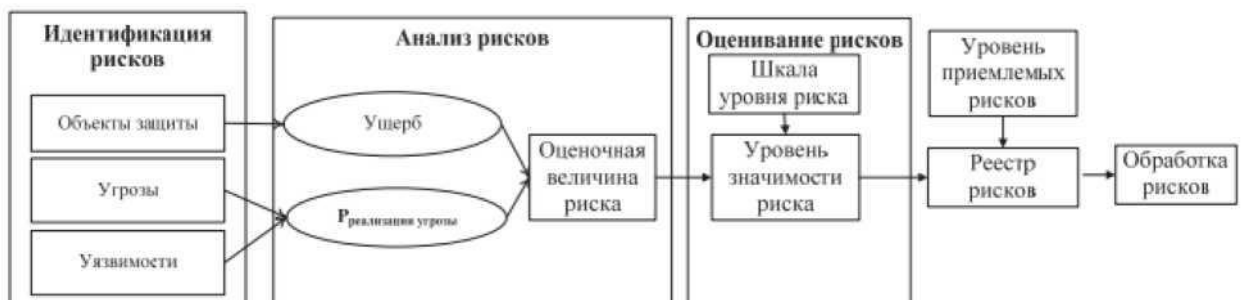 Идентификация
рисков
Объекты защиты
Угрозы
Уязвимости
Анализ рисков
Ущерб
Pреализация угрозы
Оценочная
величина
риска
Оценивание рисков
Шкала
уровня риска
Уровень
значимости
риска
Уровень
приемлемых
рисков
Реестр
рисков
Обработка
рисков